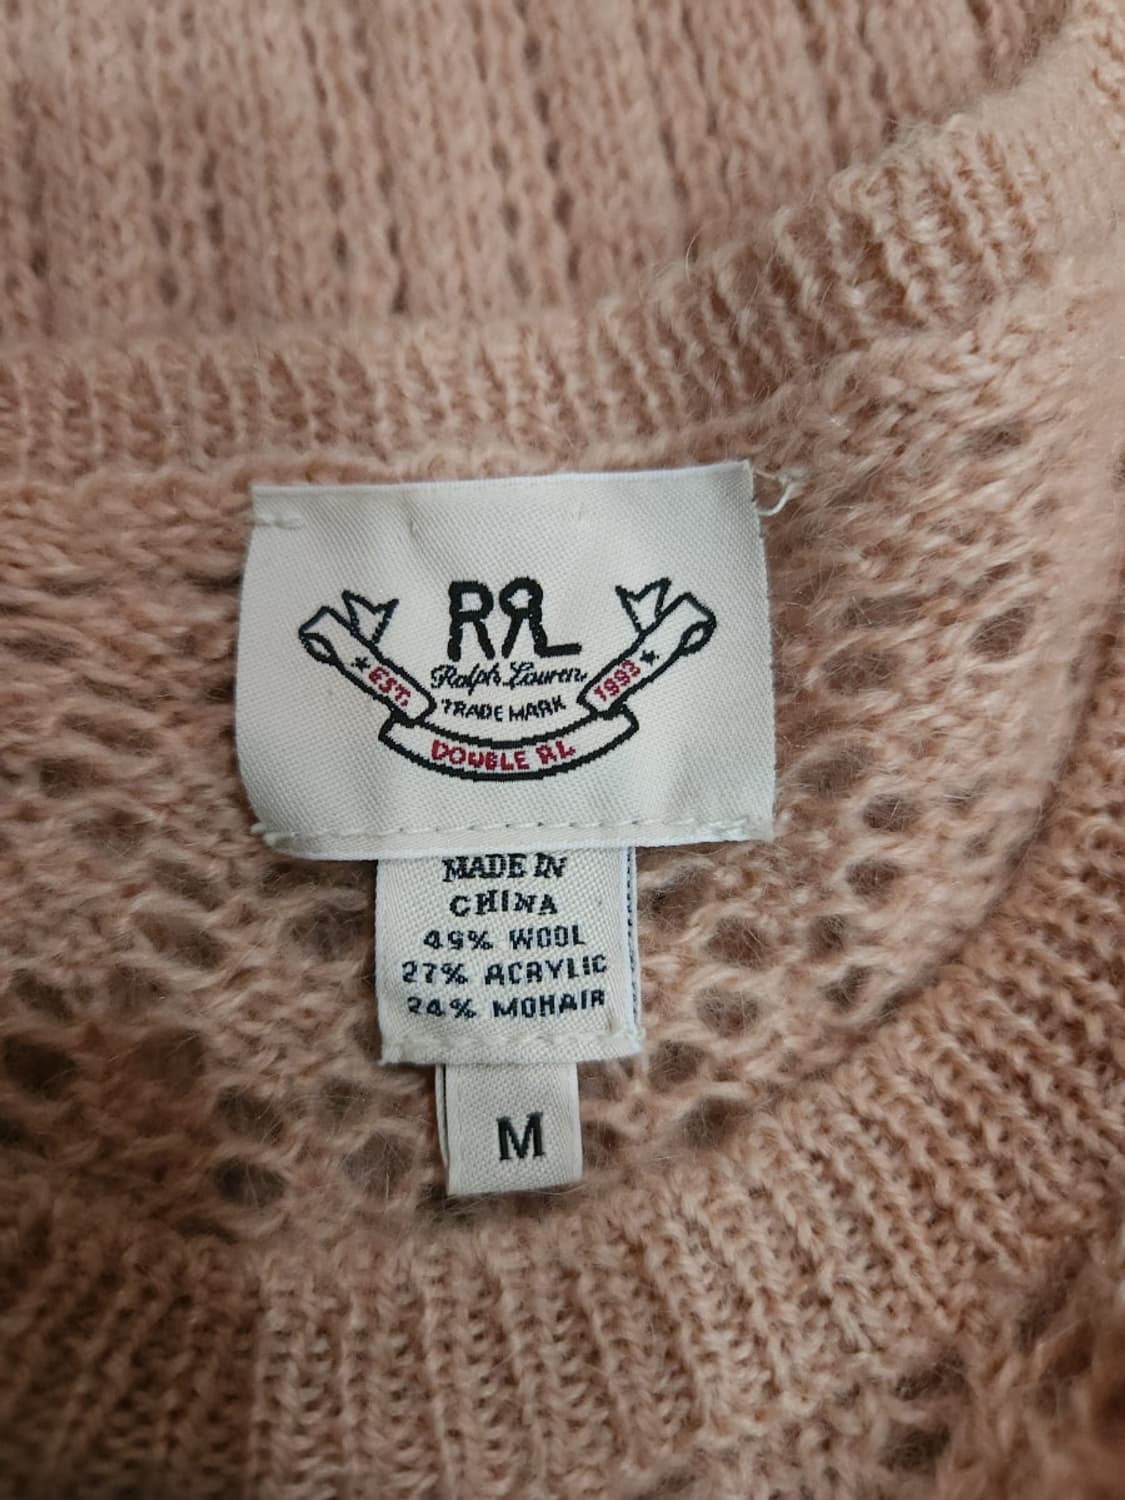 RRL
Ralph Lauren
TRADE MARK
EST. 1993
DOUBLE RL
MADE IN
CHINA
49% WOOL
27% ACRYLIC
24% MOHAIR
M